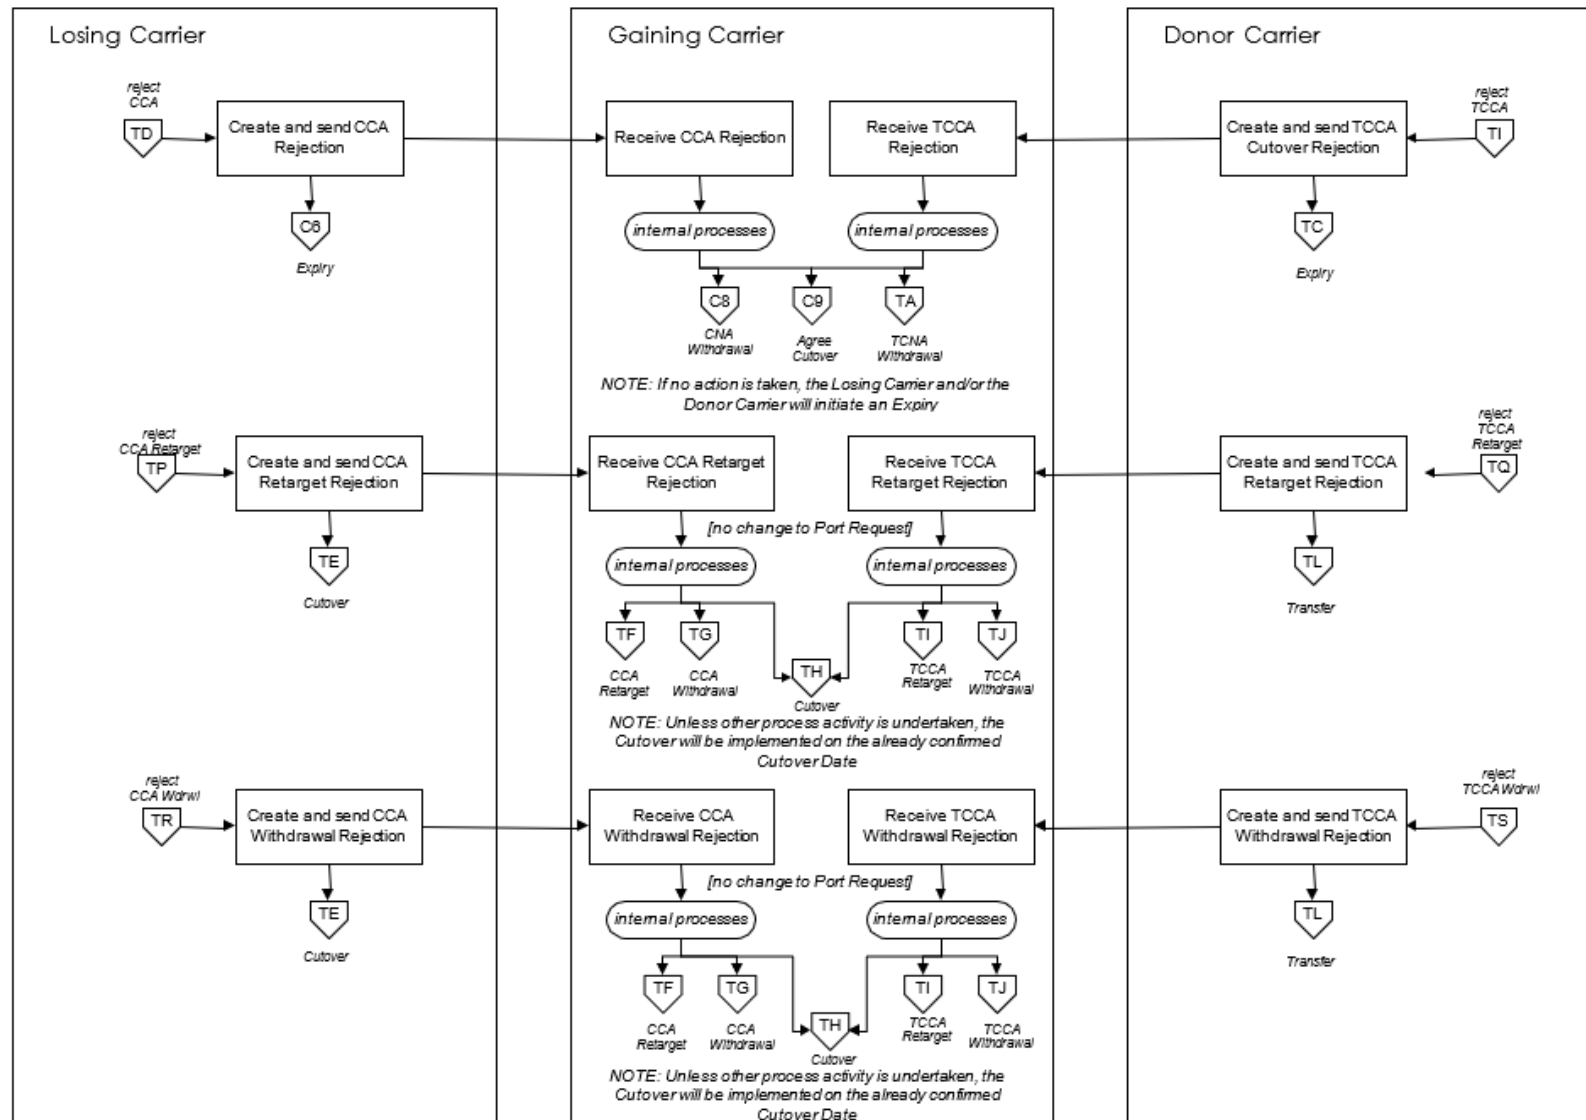 Losing Carrier
Gaining Carrier
Donor Carrier
reject
CCA
TD
Create and send CCA
Rejection
C6
Expiry
Receive CCA Rejection
Receive TCCA
Rejection
internal processes
internal processes
C8
C9
TA
CNA
Withdrawal
Agree
Cutover
TCNA
Withdrawal
NOTE: If no action is taken, the Losing Carrier and/or the
Donor Carrier will initiate an Expiry
Create and send TCCA
Cutover Rejection
reject
TCCA
TI
TC
Expiry
reject
CCA Retarget
TP
Create and send CCA
Retarget Rejection
TE
Cutover
Receive CCA Retarget
Rejection
Receive TCCA
Retarget Rejection
[no change to Port Request]
internal processes
internal processes
TF
TG
TI
TJ
CCA
Retarget
CCA
Withdrawal
TH
Cutover
TCCA
Retarget
TCCA
Withdrawal
NOTE: Unless other process activity is undertaken, the
Cutover will be implemented on the already confirmed
Cutover Date
Create and send TCCA
Retarget Rejection
reject
TCCA
Retarget
TQ
TL
Transfer
reject
CCA Wdrwl
TR
Create and send CCA
Withdrawal Rejection
TE
Cutover
Receive CCA
Withdrawal Rejection
Receive TCCA
Withdrawal Rejection
[no change to Port Request]
internal processes
internal processes
TF
TG
TI
TJ
CCA
Retarget
CCA
Withdrawal
TH
Cutover
TCCA
Retarget
TCCA
Withdrawal
NOTE: Unless other process activity is undertaken, the
Cutover will be implemented on the already confirmed
Cutover Date
Create and send TCCA
Withdrawal Rejection
reject
TCCA Wdrwl
TS
TL
Transfer